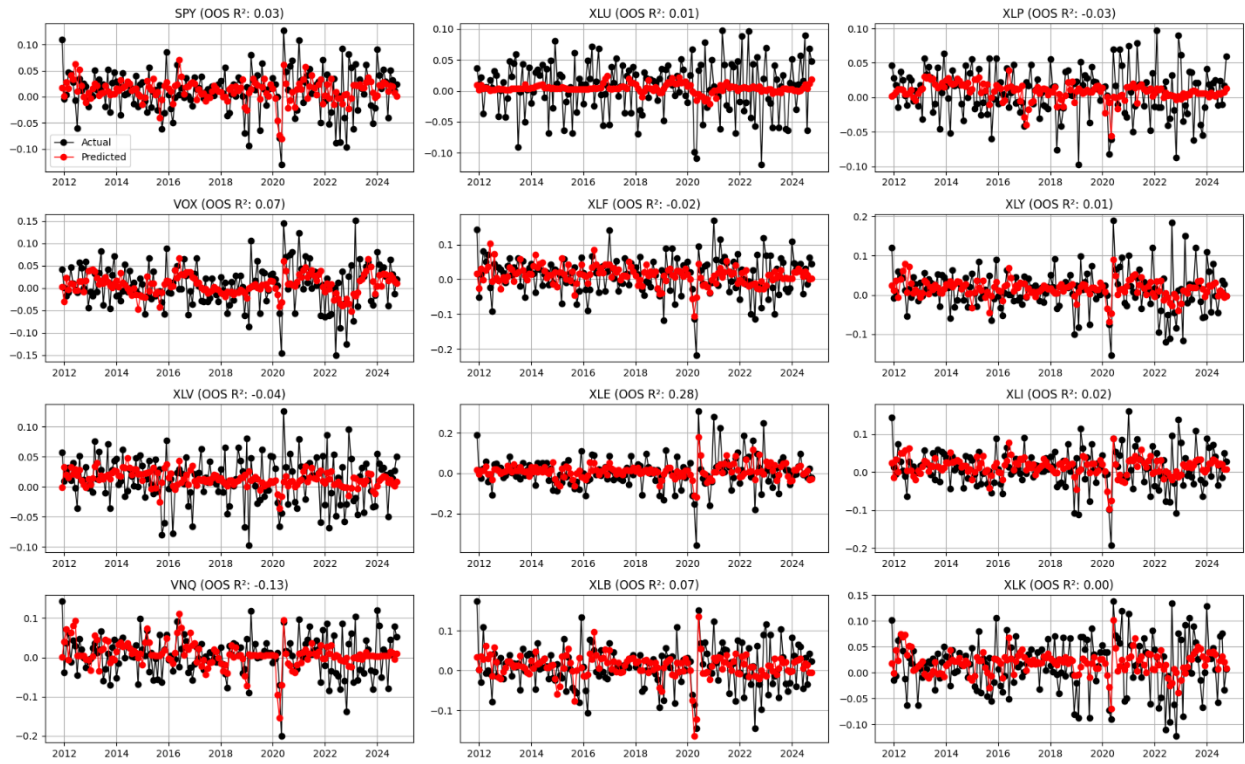 SPY (OOS R²: 0.03)
0.10
0.05
0.00
−0.05
−0.10
Actual
Predicted
2012 2014 2016 2018 2020 2022 2024
XLU (OOS R²: 0.01)
0.10
0.05
0.00
−0.05
−0.10
2012 2014 2016 2018 2020 2022 2024
XLP (OOS R²: -0.03)
0.10
0.05
0.00
−0.05
−0.10
2012 2014 2016 2018 2020 2022 2024
VOX (OOS R²: 0.07)
0.15
0.10
0.05
0.00
−0.05
−0.10
−0.15
2012 2014 2016 2018 2020 2022 2024
XLF (OOS R²: -0.02)
0.1
0.0
−0.1
−0.2
2012 2014 2016 2018 2020 2022 2024
XLY (OOS R²: 0.01)
0.2
0.1
0.0
−0.1
2012 2014 2016 2018 2020 2022 2024
XLV (OOS R²: -0.04)
0.10
0.05
0.00
−0.05
−0.10
2012 2014 2016 2018 2020 2022 2024
XLE (OOS R²: 0.28)
0.2
0.0
−0.2
2012 2014 2016 2018 2020 2022 2024
XLI (OOS R²: 0.02)
0.1
0.0
−0.1
−0.2
2012 2014 2016 2018 2020 2022 2024
VNQ (OOS R²: -0.13)
0.1
0.0
−0.1
−0.2
2012 2014 2016 2018 2020 2022 2024
XLB (OOS R²: 0.07)
0.1
0.0
−0.1
2012 2014 2016 2018 2020 2022 2024
XLK (OOS R²: 0.00)
0.15
0.10
0.05
0.00
−0.05
−0.10
2012 2014 2016 2018 2020 2022 2024